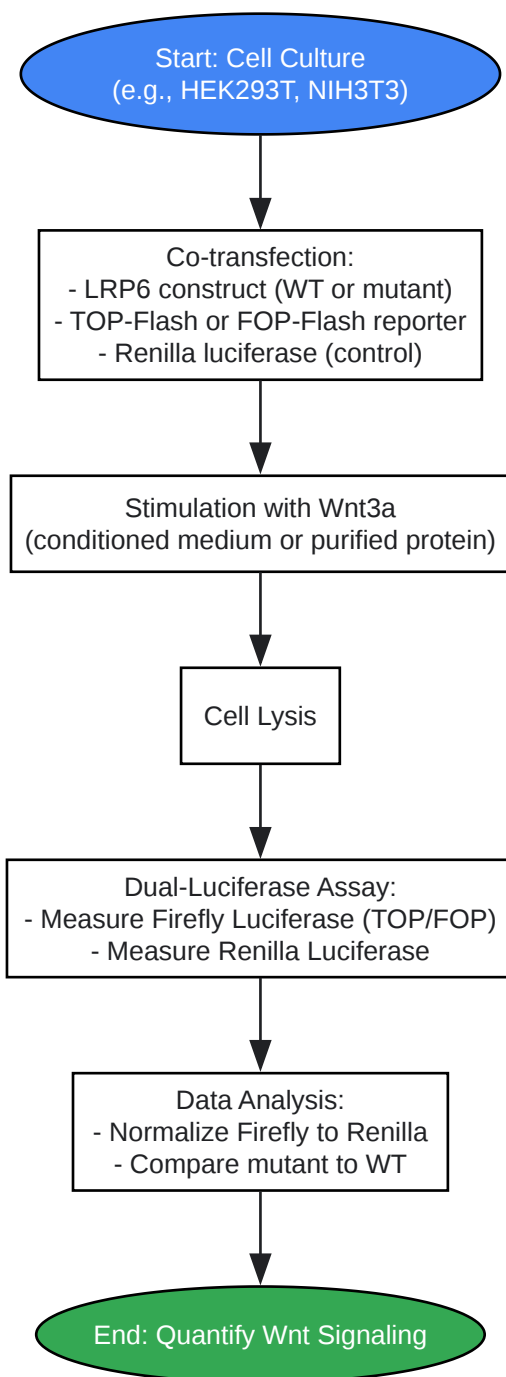 Start: Cell Culture
(e.g., HEK293T, NIH3T3)
Co-transfection:
- LRP6 construct (WT or mutant)
- TOP-Flash or FOP-Flash reporter
- Renilla luciferase (control)
Stimulation with Wnt3a
(conditioned medium or purified protein)
Cell Lysis
Dual-Luciferase Assay:
- Measure Firefly Luciferase (TOP/FOP)
- Measure Renilla Luciferase
Data Analysis:
- Normalize Firefly to Renilla
- Compare mutant to WT
End: Quantify Wnt Signaling